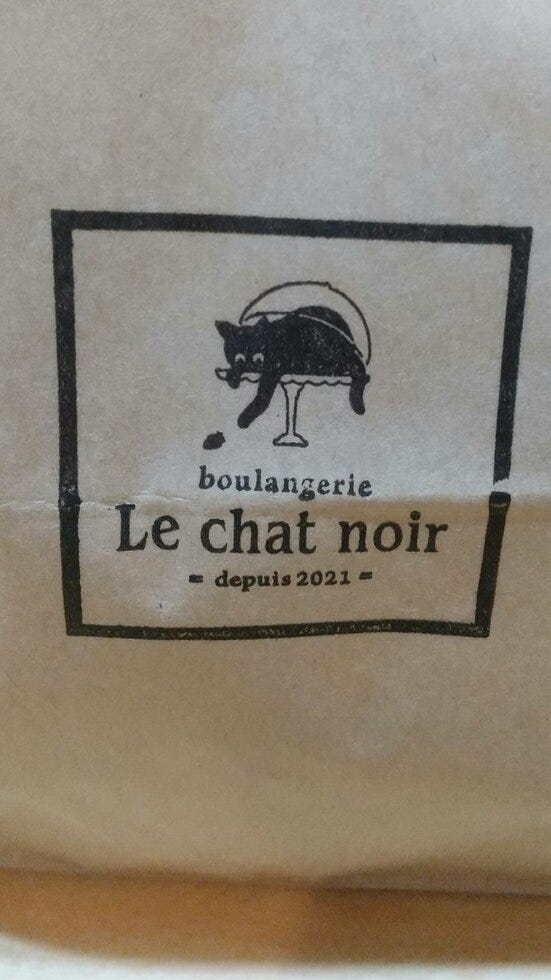 boulangerie
Le chat noir
= depuis 2021 =